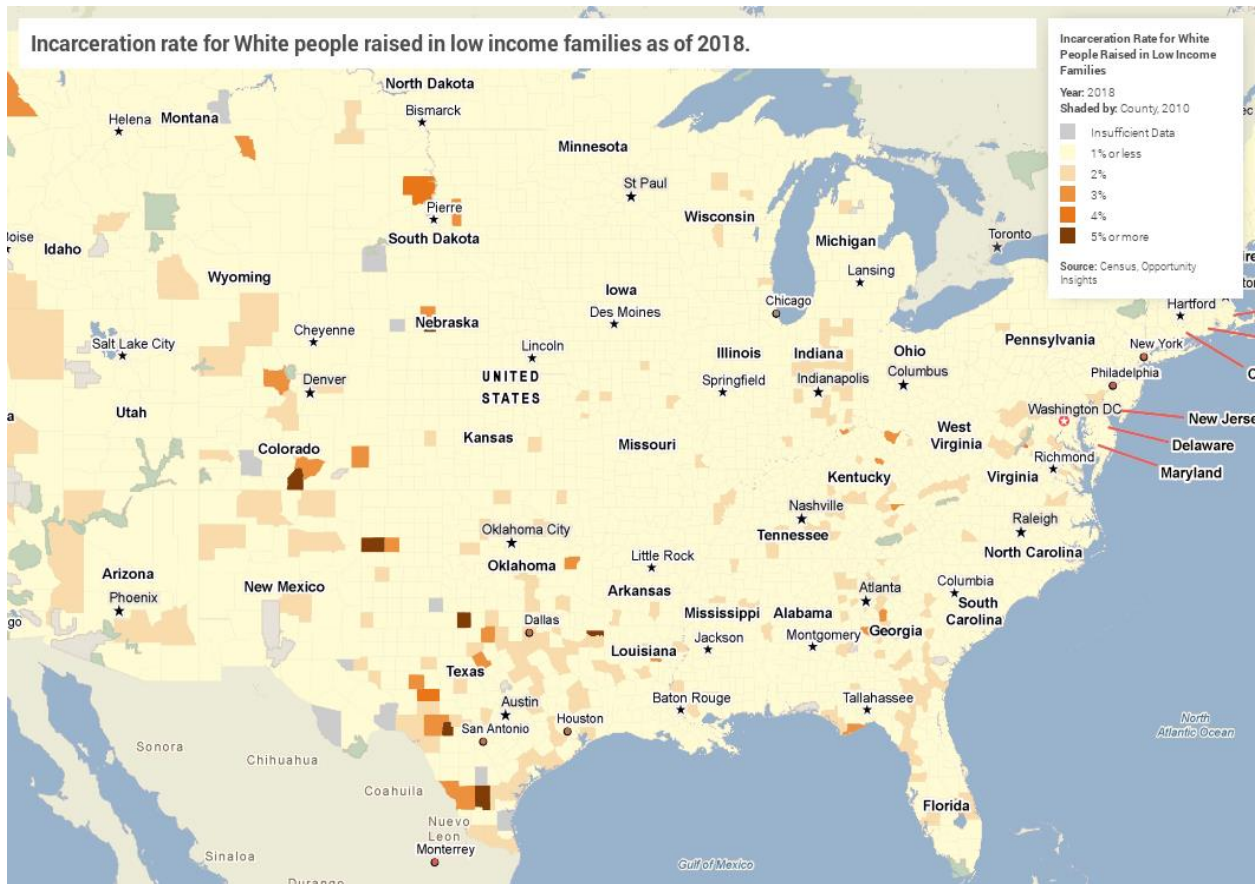 Incarceration rate for White people raised in low income families as of 2018.
Incarceration Rate for White
People Raised in Low Income
Families
Year: 2018
Shaded by: County, 2010
Insufficient Data
1% or less
2%
3%
4%
5% or more
Source: Census, Opportunity
Insights
North Dakota
Bismarck
Helena
Montana
Minnesota
St Paul
Wisconsin
Pierre
South Dakota
Michigan
Lansing
Toronto
Idaho
Wyoming
Iowa
Des Moines
Chicago
Hartford
Cheyenne
Nebraska
Salt Lake City
Lincoln
Illinois
Indiana
Ohio
Pennsylvania
New York
Denver
UNITED
STATES
Springfield
Indianapolis
Columbus
Philadelphia
Utah
Washington DC
New Jerse
Colorado
Kansas
Missouri
West
Virginia
Delaware
Richmond
Maryland
Kentucky
Virginia
Nashville
Tennessee
Raleigh
North Carolina
Oklahoma City
Oklahoma
Little Rock
Arkansas
Arizona
Phoenix
New Mexico
Atlanta
Columbia
South
Carolina
Mississippi
Alabama
Georgia
Dallas
Jackson
Montgomery
Louisiana
Texas
Austin
Baton Rouge
Tallahassee
San Antonio
Houston
Sonora
Chihuahua
North
Atlantic Ocean
Coahuila
Florida
Nuevo
Leon
Monterrey
Sinaloa
Gulf of Mexico
Durango